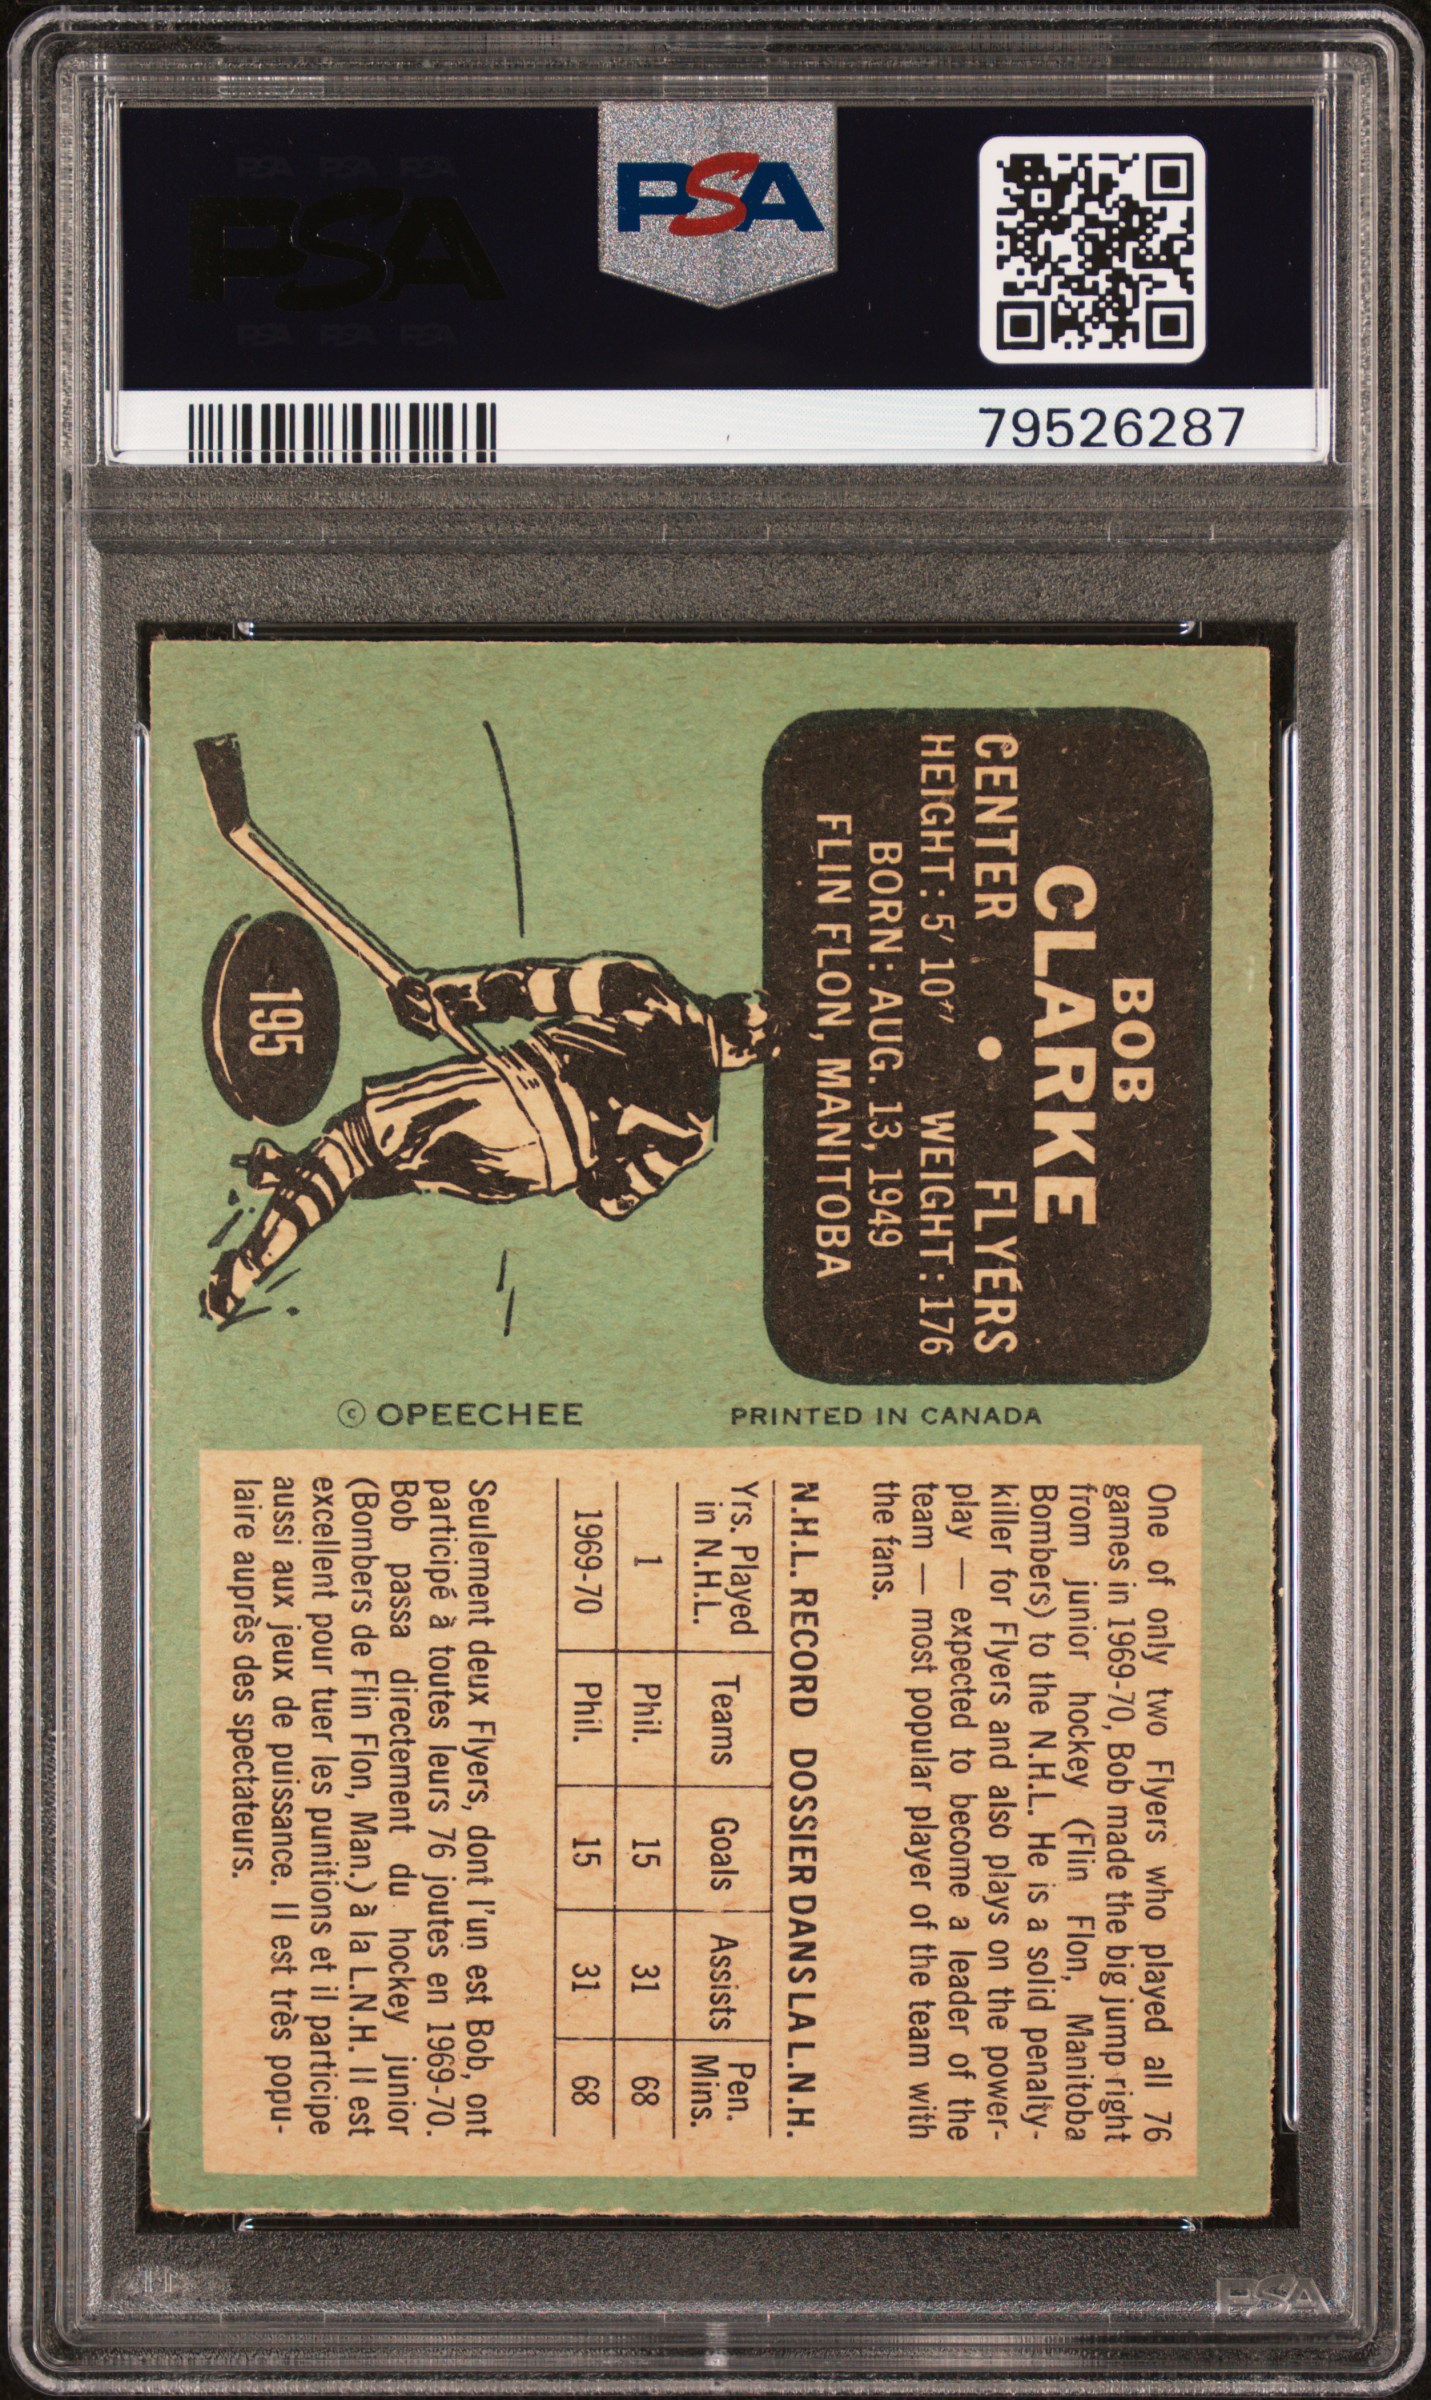 PSA PSA PSA
PSA
PSA PSA PSA
PSA
79526287
BOB
CLARKE
CENTER • FLYERS
HEIGHT: 5' 10" WEIGHT: 176
BORN: AUG. 13, 1949
FLIN FLON, MANITOBA
195
© OPEECHEE
PRINTED IN CANADA
One of only two Flyers who played all 76
games in 1969-70, Bob made the big jump right
from junior hockey (Flin Flon, Manitoba
Bombers) to the N.H.L. He is a solid penalty-
killer for Flyers and also plays on the power-
play — expected to become a leader of the
team — most popular player of the team with
the fans.
N.H.L. RECORD DOSSIER DANS LA L.N.H.
Yrs. Played in N.H.L. Teams Goals Assists Pen. Mins.
1 Phil. 15 31 68
1969-70 Phil. 15 31 68
Seulement deux Flyers, dont l'un est Bob, ont
participé à toutes leurs 76 joutes en 1969-70.
Bob passa directement du hockey junior
(Bombers de Flin Flon, Man.) à la L.N.H. Il est
excellent pour tuer les punitions et il participe
aussi aux jeux de puissance. Il est très popu-
laire auprès des spectateurs.
PSA